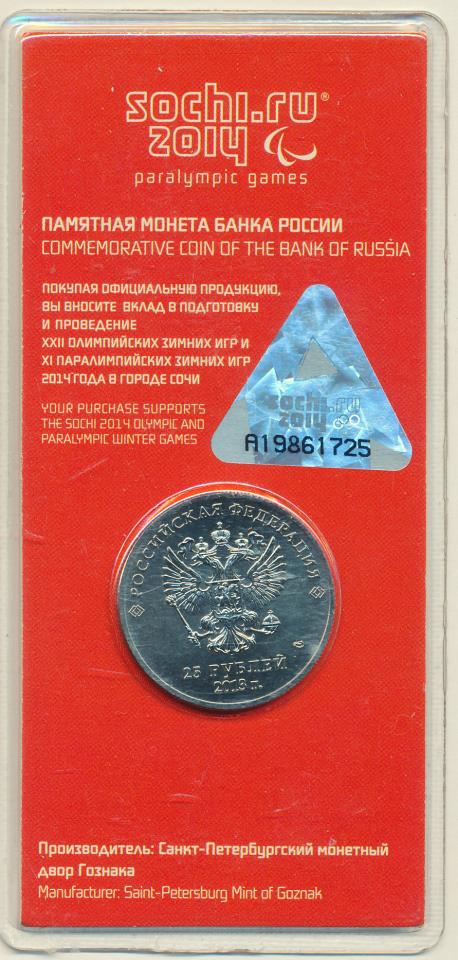 sochi.ru®
2014
paralympic games
ПАМЯТНАЯ МОНЕТА БАНКА РОССИИ
COMMEMORATIVE COIN OF THE BANK OF RUSSIA
ПОКУПАЯ ОФИЦИАЛЬНУЮ ПРОДУКЦИЮ,
ВЫ ВНОСИТЕ ВКЛАД В ПОДГОТОВКУ
И ПРОВЕДЕНИЕ
XXII ОЛИМПИЙСКИХ ЗИМНИХ ИГР И
XI ПАРАЛИМПИЙСКИХ ЗИМНИХ ИГР
2014 ГОДА В ГОРОДЕ СОЧИ
YOUR PURCHASE SUPPORTS
THE SOCHI 2014 OLYMPIC AND
PARALYMPIC WINTER GAMES
sochi.ru
2014
A19861725
РОССИЙСКАЯ ФЕДЕРАЦИЯ
25 РУБЛЕЙ
2013 г.
Производитель: Санкт-Петербургский монетный
двор Гознака
Manufacturer: Saint-Petersburg Mint of Goznak